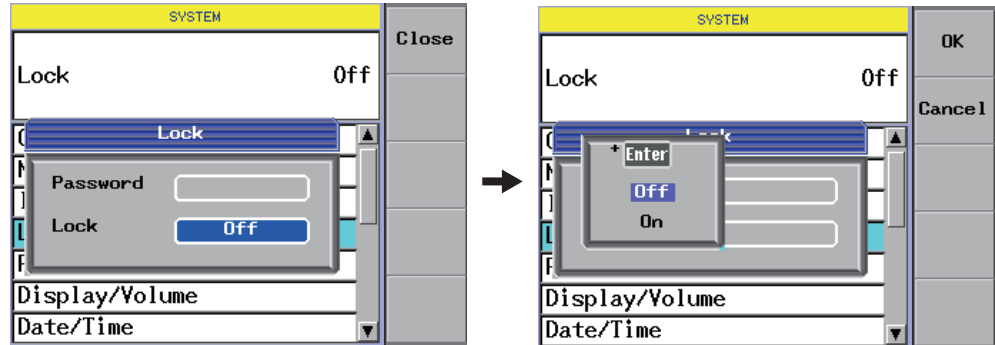 SYSTEM
Close
Lock Off
Lock
Password
Lock Off
Display/Volume
Date/Time
SYSTEM
OK
Lock Off
Cancel
+ Enter
Off
On
Display/Volume
Date/Time